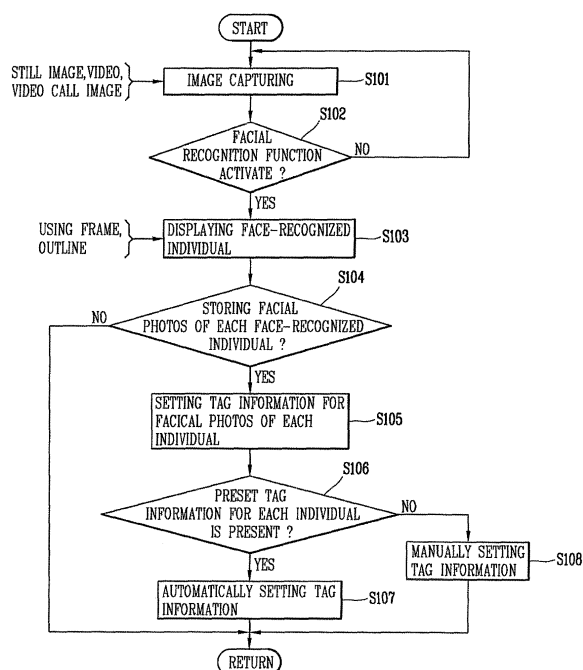 START
STILL IMAGE,VIDEO,
VIDEO CALL IMAGE
IMAGE CAPTURING
S101
S102
FACIAL
RECOGNITION FUNCTION
ACTIVATE ?
NO
YES
USING FRAME,
OUTLINE
DISPLAYING FACE-RECOGNIZED
INDIVIDUAL
S103
S104
STORING FACIAL
PHOTOS OF EACH FACE-RECOGNIZED
INDIVIDUAL ?
NO
YES
SETTING TAG INFORMATION FOR
FACICAL PHOTOS OF EACH
INDIVIDUAL
S105
S106
PRESET TAG
INFORMATION FOR EACH INDIVIDUAL
IS PRESENT ?
NO
YES
MANUALLY SETTING
TAG INFORMATION
S108
AUTOMATICALLY SETTING TAG
INFORMATION
S107
RETURN